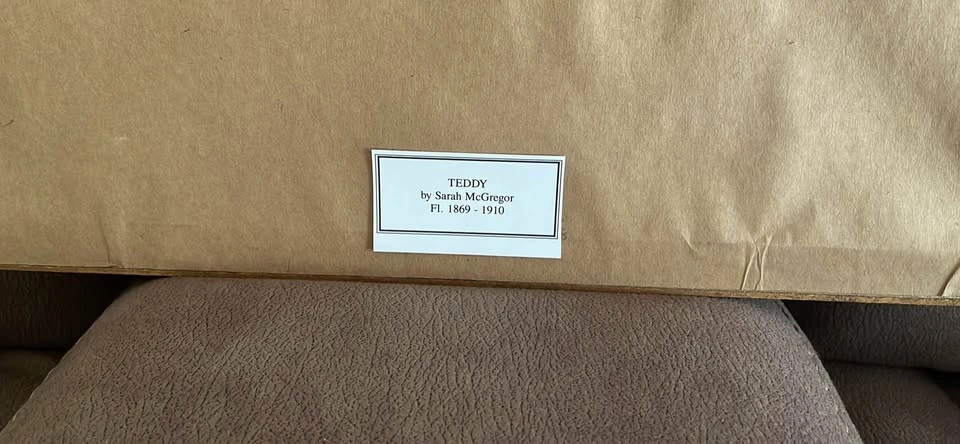 TEDDY
by Sarah McGregor
Fl. 1869 - 1910